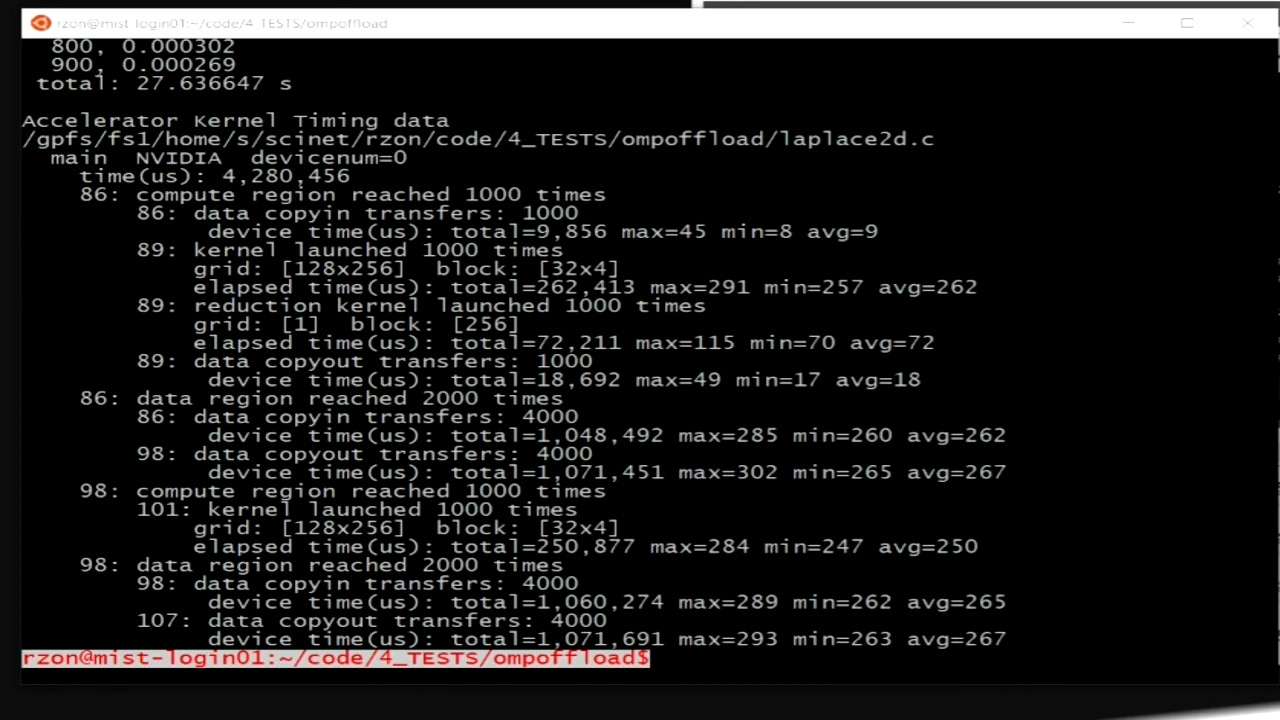 rzon@mist-login01:~/code/4_TESTS/ompoffload
800, 0.000302
900, 0.000269
total: 27.636647 s
Accelerator Kernel Timing data
/gpfs/fs1/home/s/scinet/rzon/code/4_TESTS/ompoffload/laplace2d.c
main NVIDIA devicenum=0
time(us): 4,280,456
86: compute region reached 1000 times
86: data copyin transfers: 1000
device time(us): total=9,856 max=45 min=8 avg=9
89: kernel launched 1000 times
grid: [128x256] block: [32x4]
elapsed time(us): total=262,413 max=291 min=257 avg=262
89: reduction kernel launched 1000 times
grid: [1] block: [256]
elapsed time(us): total=72,211 max=115 min=70 avg=72
89: data copyout transfers: 1000
device time(us): total=18,692 max=49 min=17 avg=18
86: data region reached 2000 times
86: data copyin transfers: 4000
device time(us): total=1,048,492 max=285 min=260 avg=262
98: data copyout transfers: 4000
device time(us): total=1,071,451 max=302 min=265 avg=267
98: compute region reached 1000 times
101: kernel launched 1000 times
grid: [128x256] block: [32x4]
elapsed time(us): total=250,877 max=284 min=247 avg=250
98: data region reached 2000 times
98: data copyin transfers: 4000
device time(us): total=1,060,274 max=289 min=262 avg=265
107: data copyout transfers: 4000
device time(us): total=1,071,691 max=293 min=263 avg=267
rzon@mist-login01:~/code/4_TESTS/ompoffload$